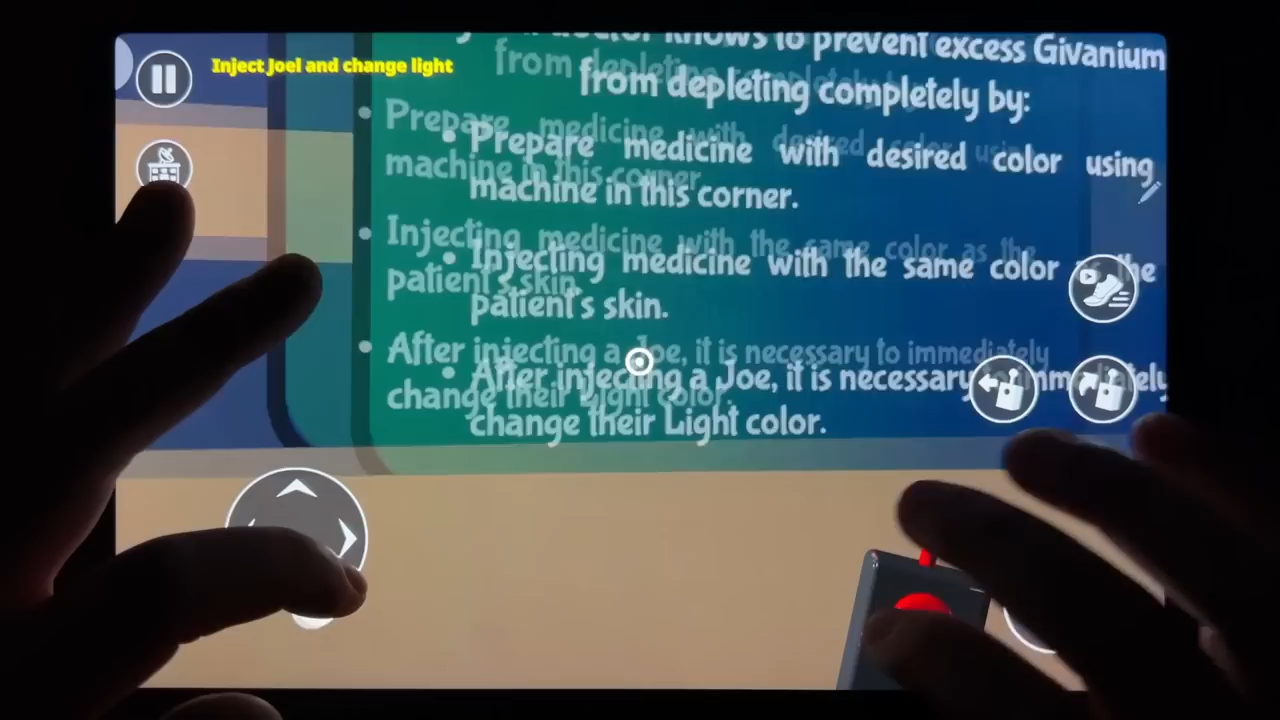 Inject Joel and change light
doctor knows to prevent excess Givanium
from depleting completely by:
• Prepare medicine with desired color using
machine in this corner.
• Injecting medicine with the same color as the
patient's skin.
• After injecting a Joe, it is necessary to immediately
change their Light color.